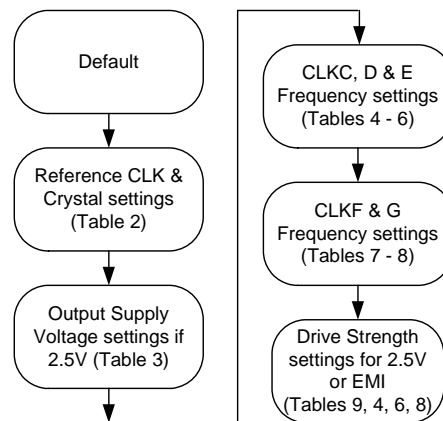 Default
Reference CLK &
Crystal settings
(Table 2)
Output Supply
Voltage settings if
2.5V (Table 3)
CLKC, D & E
Frequency settings
(Tables 4 - 6)
CLKF & G
Frequency settings
(Tables 7 - 8)
Drive Strength
settings for 2.5V
or EMI
(Tables 9, 4, 6, 8)